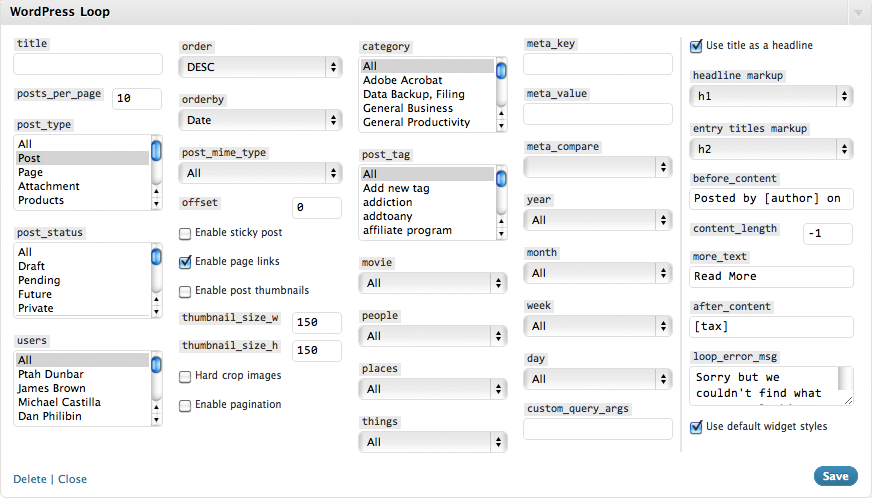 WordPress Loop
title
posts_per_page
10
post_type
All
Post
Page
Attachment
Products
post_status
All
Draft
Pending
Future
Private
users
All
Ptah Dunbar
James Brown
Michael Castilla
Dan Philibin
order
DESC
orderby
Date
post_mime_type
All
offset
0
Enable sticky post
Enable page links
Enable post thumbnails
thumbnail_size_w
150
thumbnail_size_h
150
Hard crop images
Enable pagination
category
All
Adobe Acrobat
Data Backup, Filing
General Business
General Productivity
post_tag
All
Add new tag
addiction
addtoany
affiliate program
movie
All
people
All
places
All
things
All
meta_key
meta_value
meta_compare
year
All
month
All
week
All
day
All
custom_query_args
Use title as a headline
headline markup
h1
entry titles markup
h2
before_content
Posted by [author] on
content_length
-1
more_text
Read More
after_content
[tax]
loop_error_msg
Sorry but we
couldn't find what
Use default widget styles
Delete | Close
Save